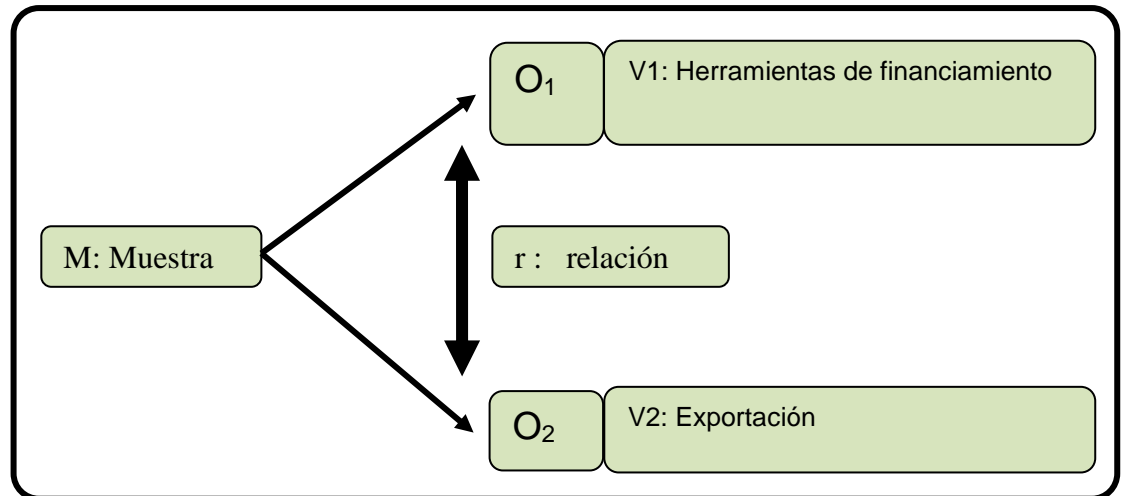 O₁
V1: Herramientas de financiamiento
M: Muestra
r : relación
O₂
V2: Exportación